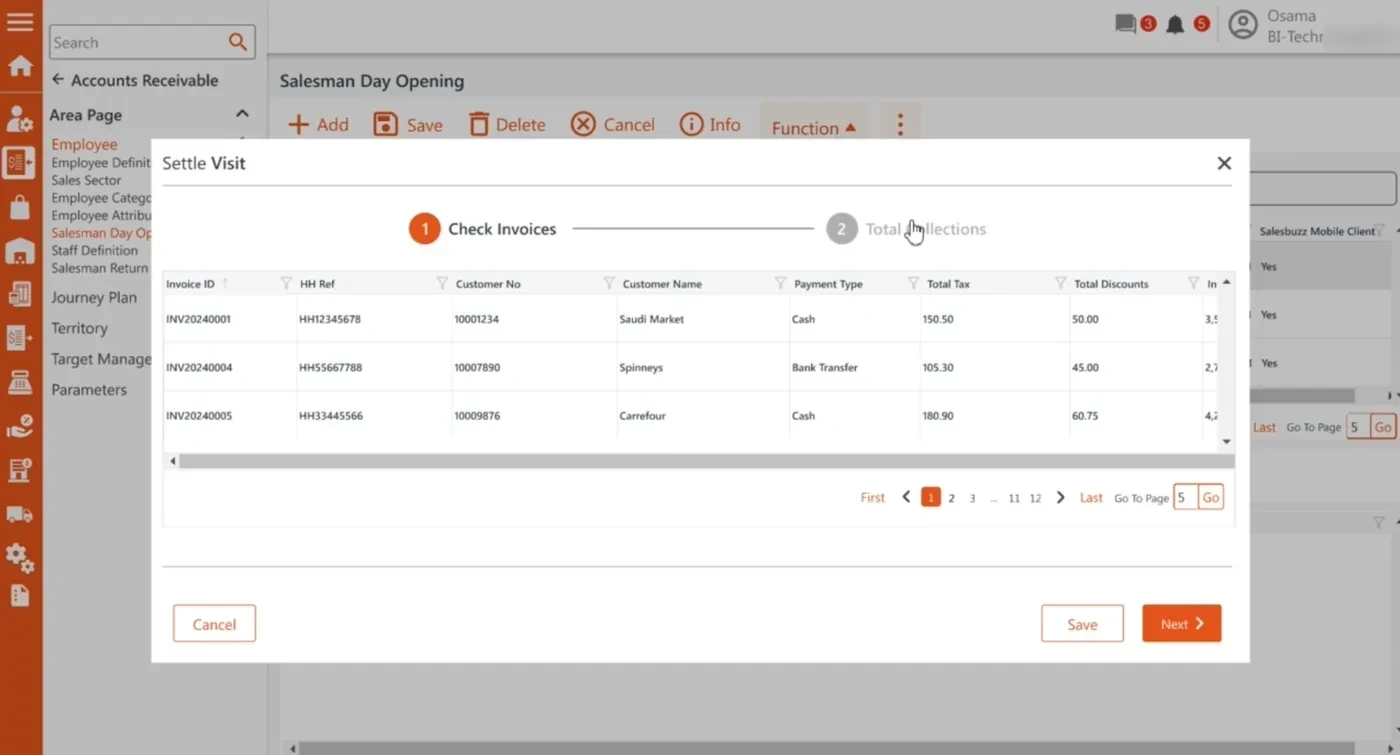 3
5
Osama
BI-Techn
Search
Accounts Receivable
Area Page
Employee
Employee Definit
Sales Sector
Employee Catego
Employee Attribu
Salesman Day Op
Staff Definition
Salesman Return
Journey Plan
Territory
Target Manage
Parameters
Salesman Day Opening
Add Save Delete Cancel Info Function
Settle Visit
1 Check Invoices 2 Total Collections
Invoice ID HH Ref Customer No Customer Name Payment Type Total Tax Total Discounts In
INV20240001 HH12345678 10001234 Saudi Market Cash 150.50 50.00 3,5
INV20240004 HH55667788 10007890 Spinneys Bank Transfer 105.30 45.00 2,7
INV20240005 HH33445566 10009876 Carrefour Cash 180.90 60.75 4,2
First 1 2 3 ... 11 12 Last Go To Page 5 Go
Cancel Save Next
Salesbuzz Mobile Client
Yes
Yes
Yes
Last Go To Page 5 Go